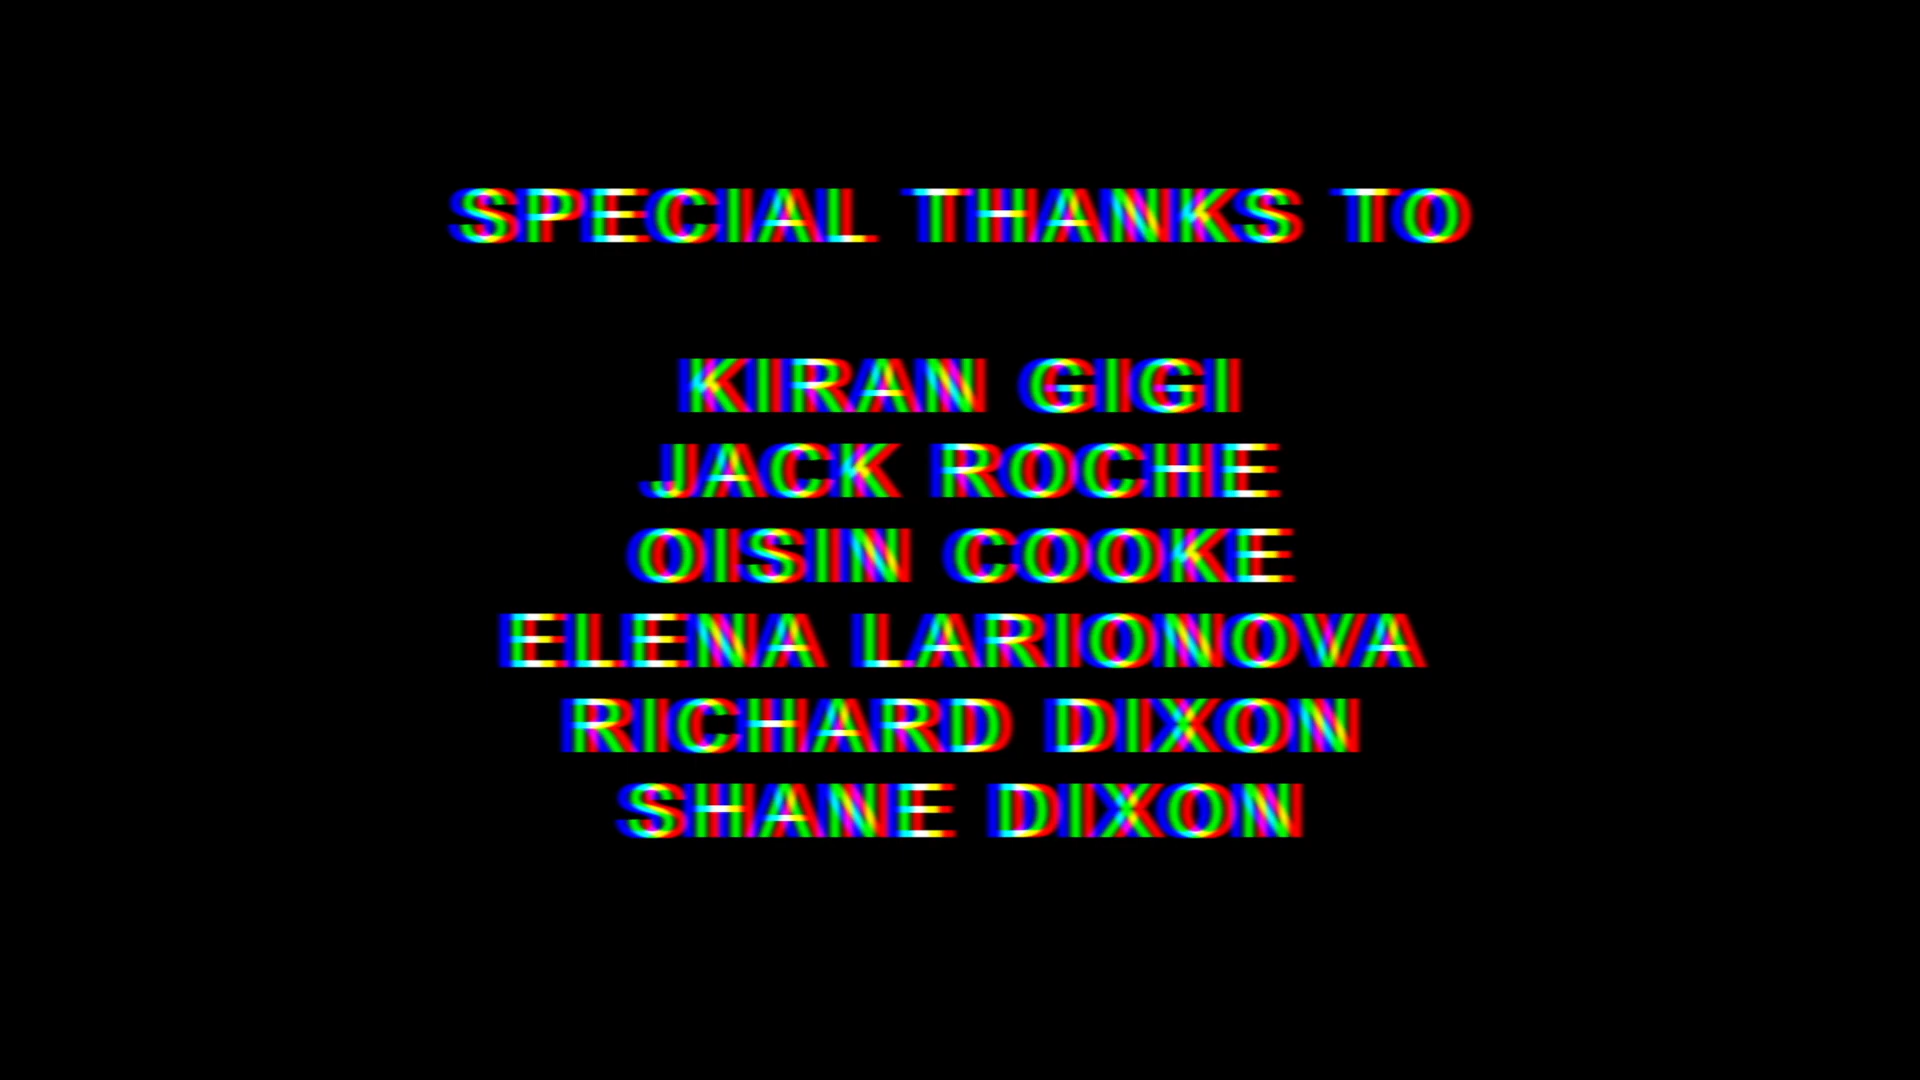 SPECIAL THANKS TO
KIRAN GIGI
JACK ROCHE
OISIN COOKE
ELENA LARIONOVA
RICHARD DIXON
SHANE DIXON